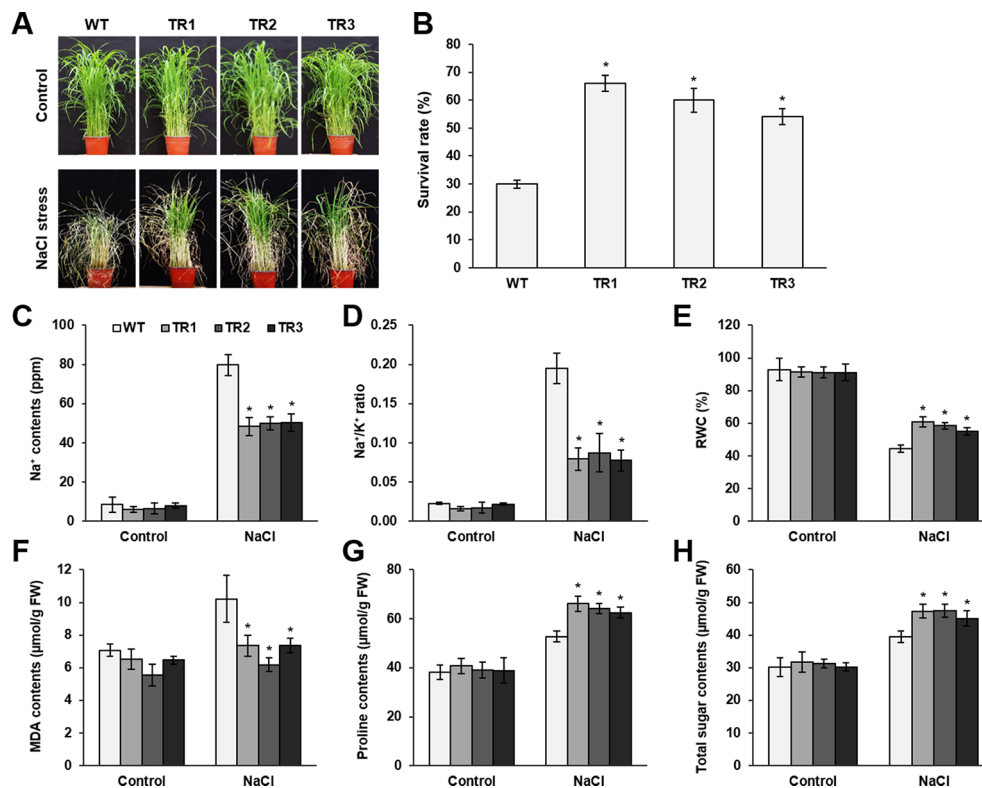 A
WT TR1 TR2 TR3
Control
NaCl stress
B
Survival rate (%)
80
70
60
50
40
30
20
10
0
*
*
*
WT TR1 TR2 TR3
C
Na⁺ contents (ppm)
100
80
60
40
20
0
WT TR1 TR2 TR3
* * *
Control NaCl
D
Na⁺/K⁺ ratio
0.25
0.20
0.15
0.10
0.05
0.00
* * *
Control NaCl
E
RWC (%)
120
100
80
60
40
20
0
* * *
Control NaCl
F
MDA contents (µmol/g FW)
12
10
8
6
4
2
0
* * *
Control NaCl
G
Proline contents (µmol/g FW)
80
60
40
20
0
* * *
Control NaCl
H
Total sugar contents (µmol/g FW)
60
50
40
30
20
10
0
* * *
Control NaCl